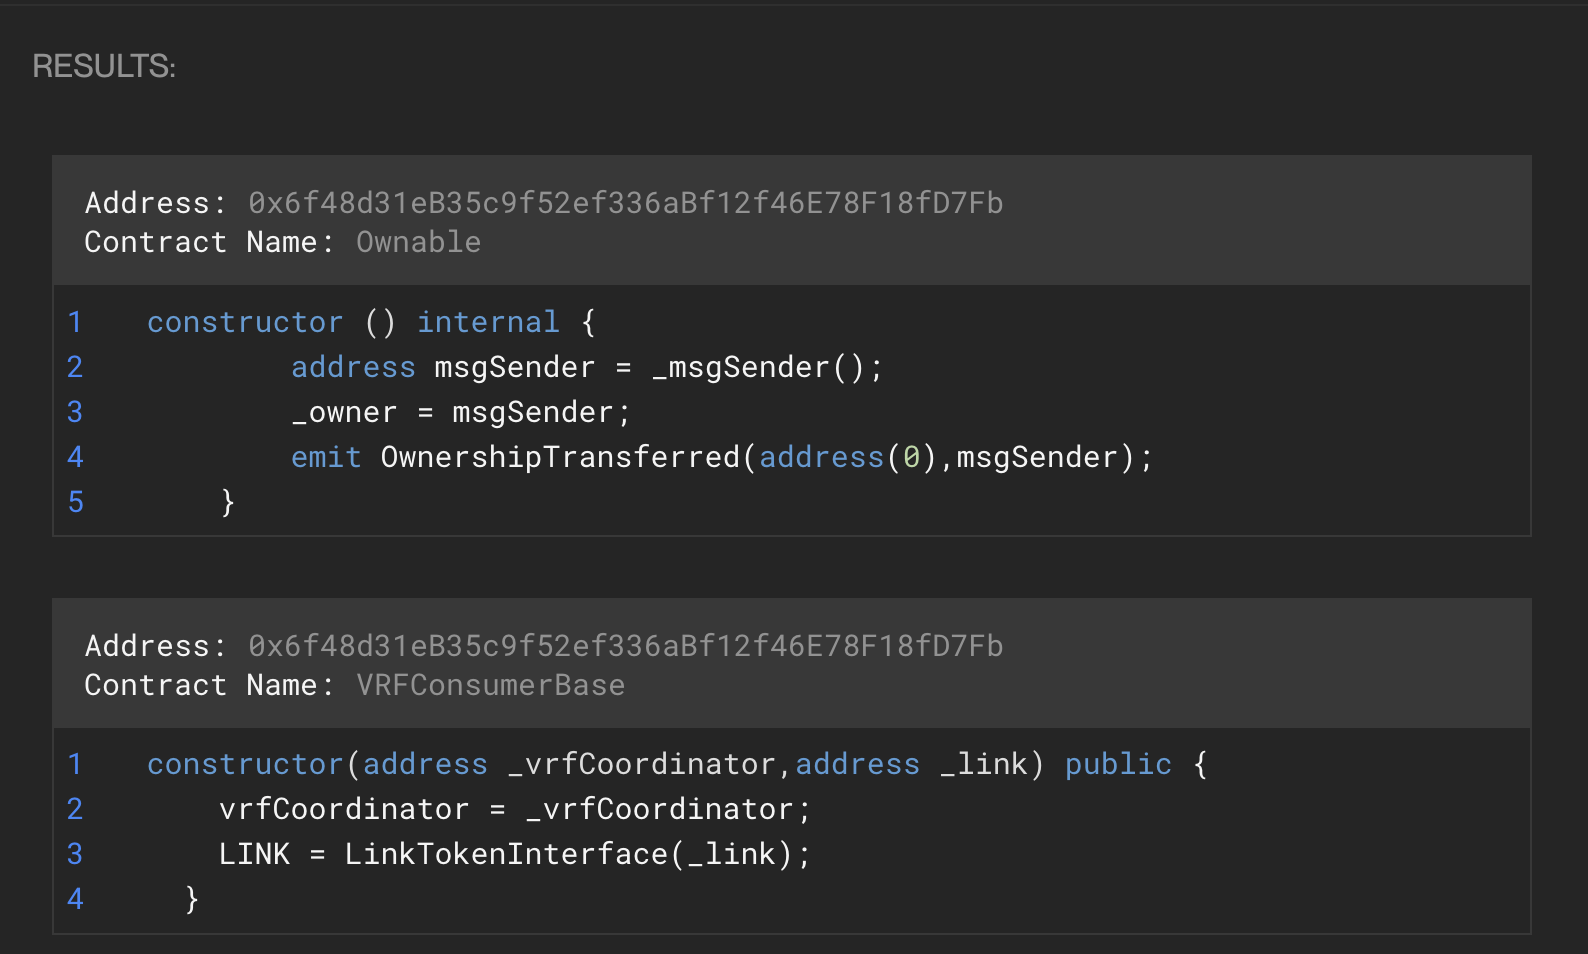 RESULTS:
Address: 0x6f48d31eB35c9f52ef336aBf12f46E78F18fD7Fb
Contract Name: Ownable
1 constructor () internal {
2 address msgSender = _msgSender();
3 _owner = msgSender;
4 emit OwnershipTransferred(address(0),msgSender);
5 }
Address: 0x6f48d31eB35c9f52ef336aBf12f46E78F18fD7Fb
Contract Name: VRFConsumerBase
1 constructor(address _vrfCoordinator,address _link) public {
2 vrfCoordinator = _vrfCoordinator;
3 LINK = LinkTokenInterface(_link);
4 }